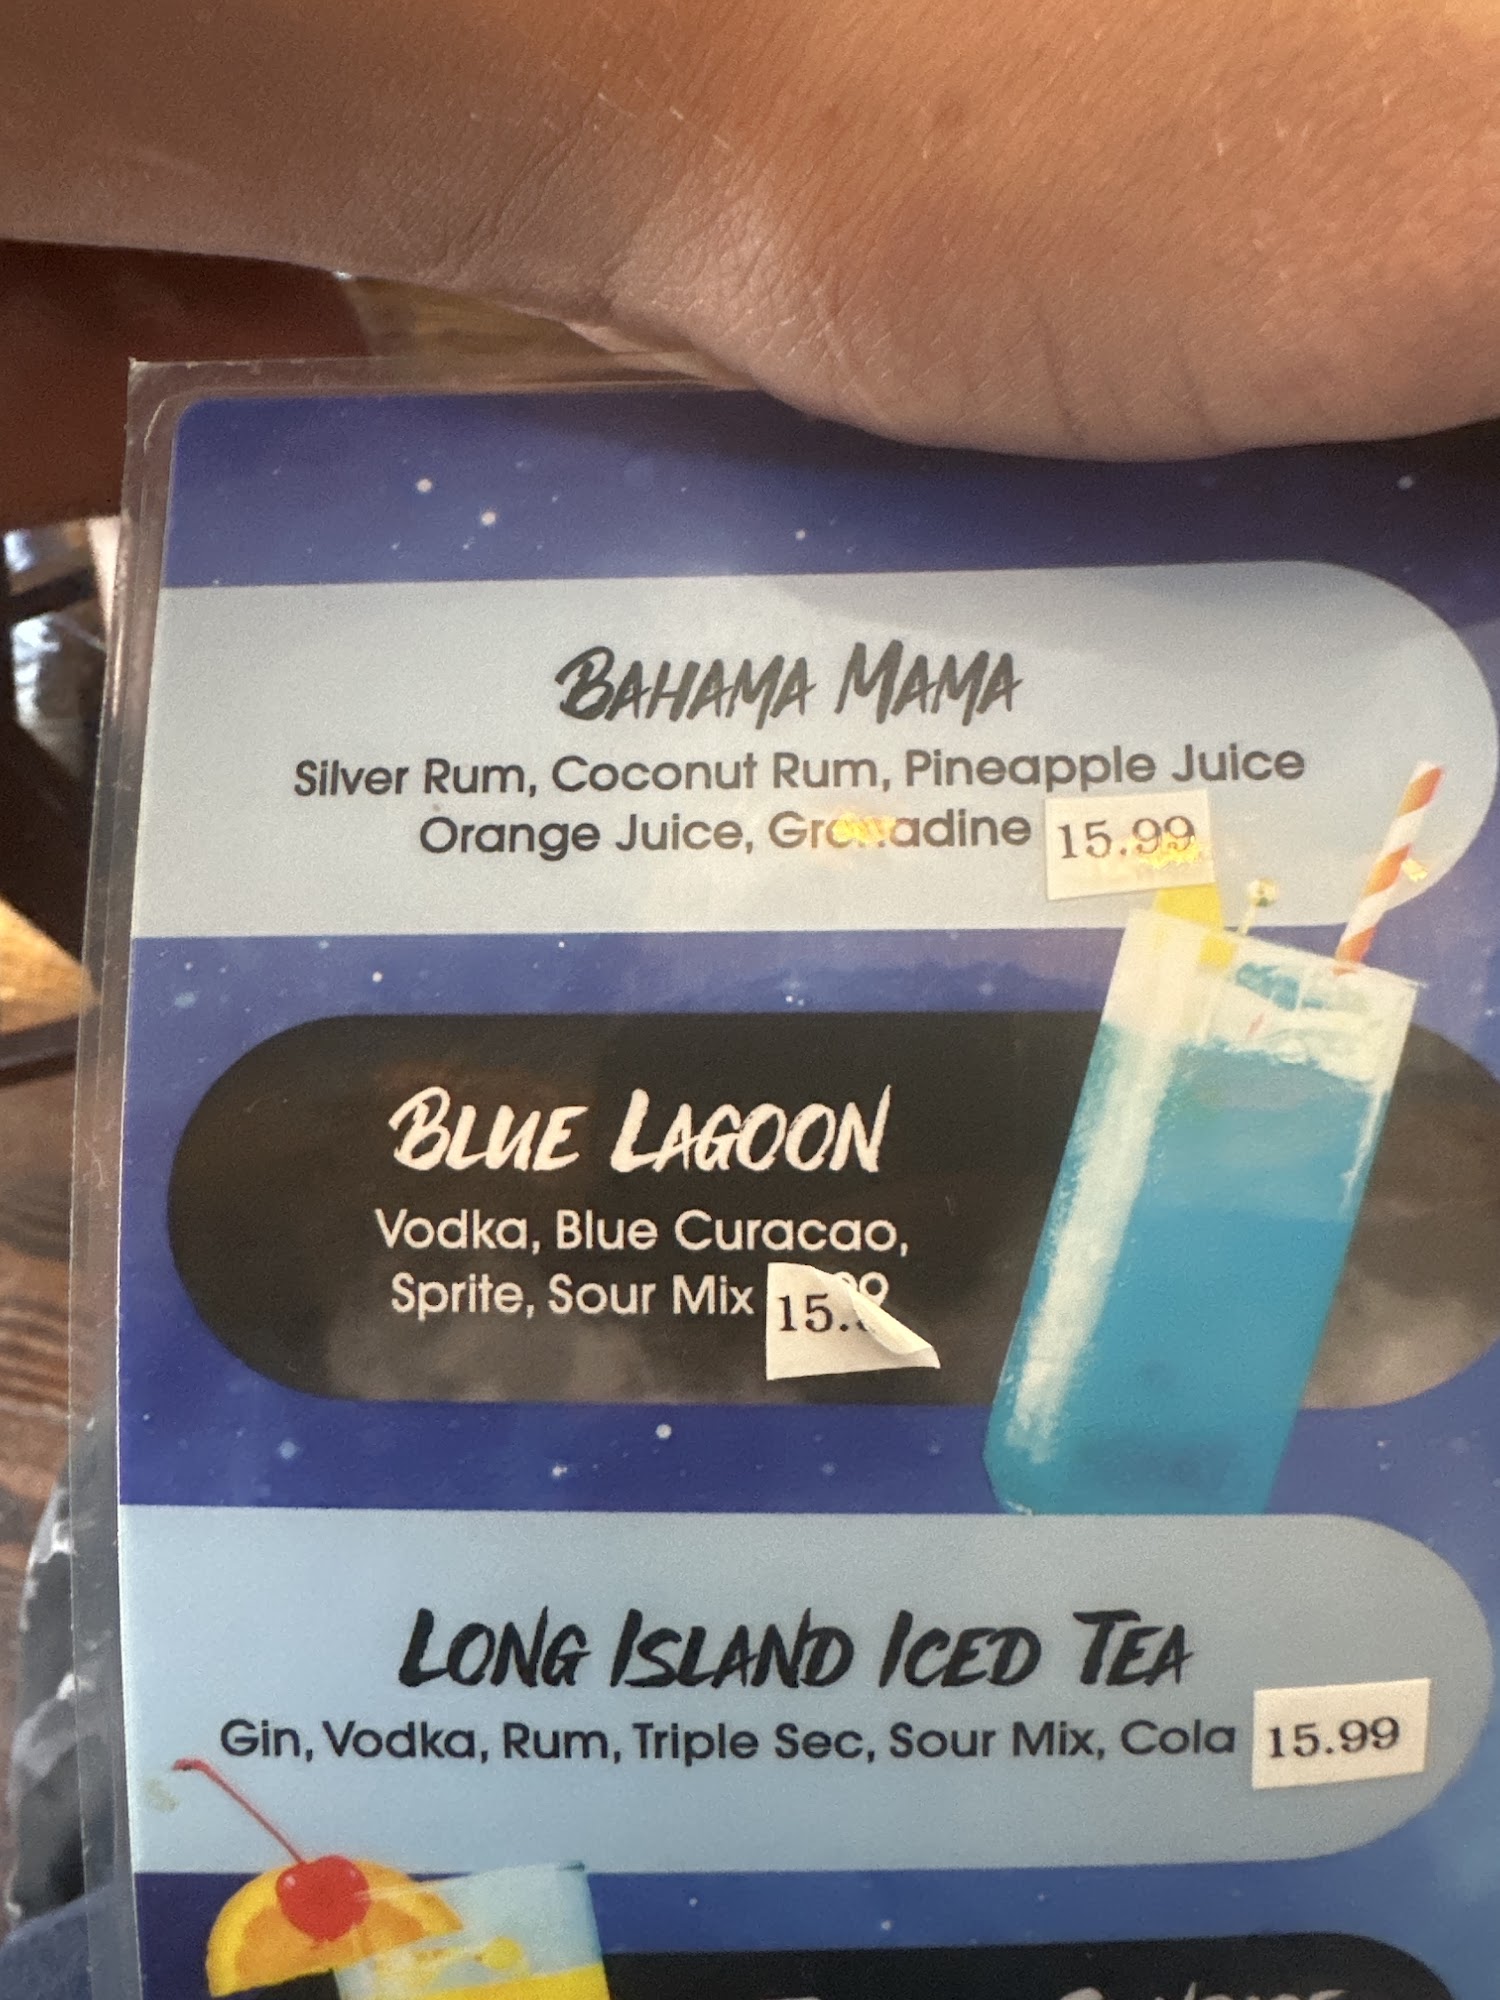 BAHAMA MAMA
Silver Rum, Coconut Rum, Pineapple Juice
Orange Juice, Grenadine 15.99
BLUE LAGOON
Vodka, Blue Curacao,
Sprite, Sour Mix 15.
LONG ISLAND ICED TEA
Gin, Vodka, Rum, Triple Sec, Sour Mix, Cola 15.99